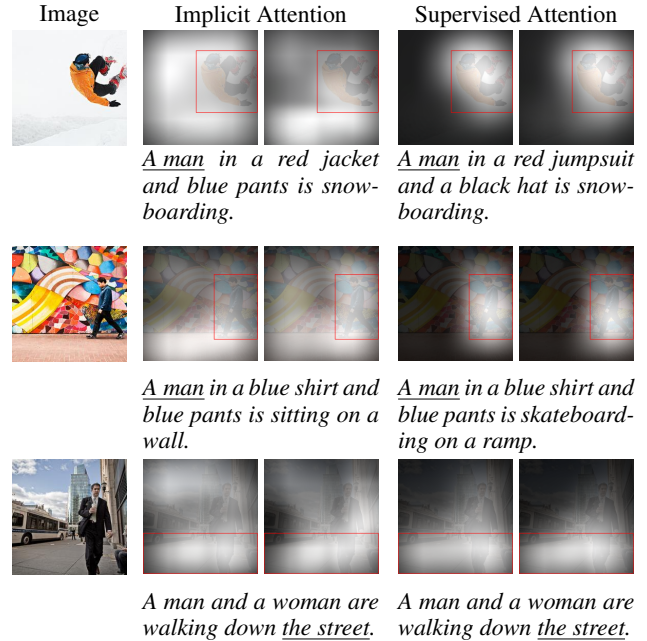 Image Implicit Attention Supervised Attention
A man in a red jacket
and blue pants is snow-
boarding.
A man in a red jumpsuit
and a black hat is snow-
boarding.
A man in a blue shirt and
blue pants is sitting on a
wall.
A man in a blue shirt and
blue pants is skateboard-
ing on a ramp.
A man and a woman are
walking down the street.
A man and a woman are
walking down the street.